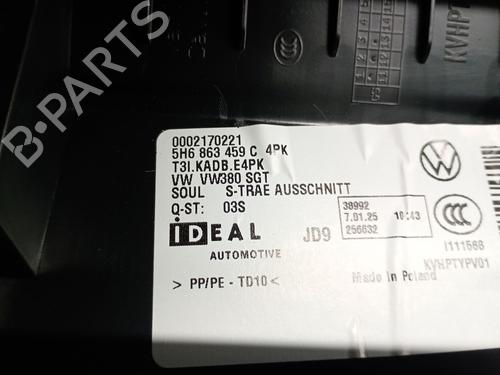 KVHPTY
0002170221
5H6 863 459 C 4PK
T3I.KADB.E4PK
VW VW380 SGT
SOUL S-TRAE AUSSCHNITT
Q-ST: 03S
38992
7.01.25 10:43
256632
IDEAL
AUTOMOTIVE
JD9
I111568
KVHPTYPV01
> PP/PE - TD10 <
Made in Poland
B-PARTS